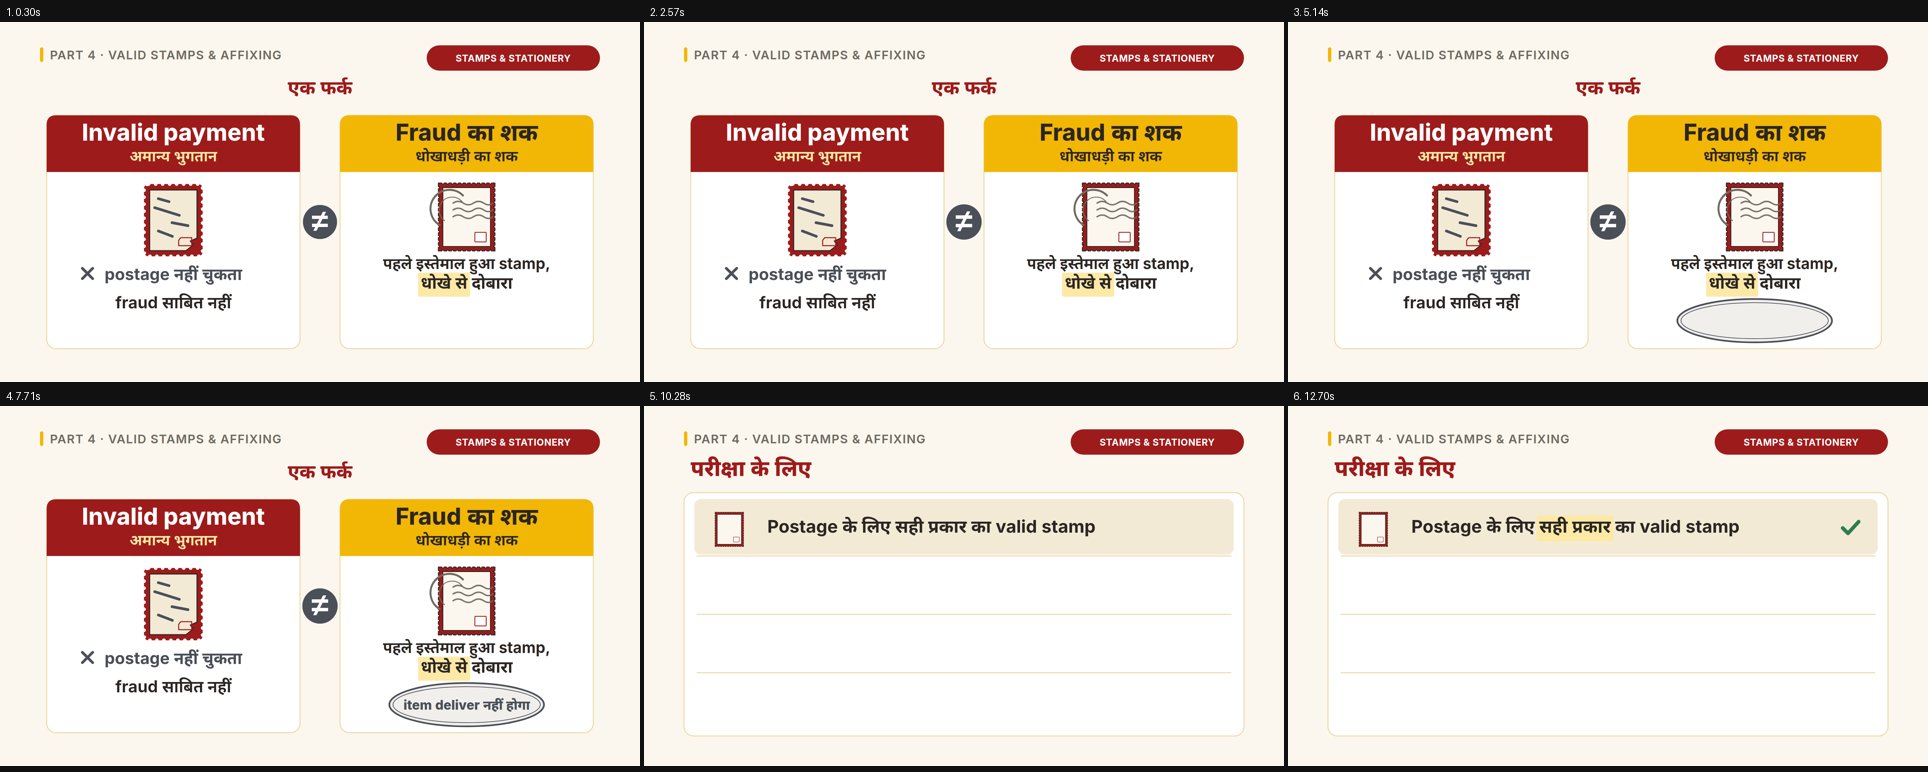 1. 0.30s
PART 4 · VALID STAMPS & AFFIXING
STAMPS & STATIONERY
एक फर्क
Invalid payment
अमान्य भुगतान
Fraud का शक
धोखाधड़ी का शक
≠
✕ postage नहीं चुकता
fraud साबित नहीं
पहले इस्तेमाल हुआ stamp,
धोखे से दोबारा
2. 2.57s
PART 4 · VALID STAMPS & AFFIXING
STAMPS & STATIONERY
एक फर्क
Invalid payment
अमान्य भुगतान
Fraud का शक
धोखाधड़ी का शक
≠
✕ postage नहीं चुकता
fraud साबित नहीं
पहले इस्तेमाल हुआ stamp,
धोखे से दोबारा
3. 5.14s
PART 4 · VALID STAMPS & AFFIXING
STAMPS & STATIONERY
एक फर्क
Invalid payment
अमान्य भुगतान
Fraud का शक
धोखाधड़ी का शक
≠
✕ postage नहीं चुकता
fraud साबित नहीं
पहले इस्तेमाल हुआ stamp,
धोखे से दोबारा
4. 7.71s
PART 4 · VALID STAMPS & AFFIXING
STAMPS & STATIONERY
एक फर्क
Invalid payment
अमान्य भुगतान
Fraud का शक
धोखाधड़ी का शक
≠
✕ postage नहीं चुकता
fraud साबित नहीं
पहले इस्तेमाल हुआ stamp,
धोखे से दोबारा
item deliver नहीं होगा
5. 10.28s
PART 4 · VALID STAMPS & AFFIXING
STAMPS & STATIONERY
परीक्षा के लिए
Postage के लिए सही प्रकार का valid stamp
6. 12.70s
PART 4 · VALID STAMPS & AFFIXING
STAMPS & STATIONERY
परीक्षा के लिए
Postage के लिए सही प्रकार का valid stamp